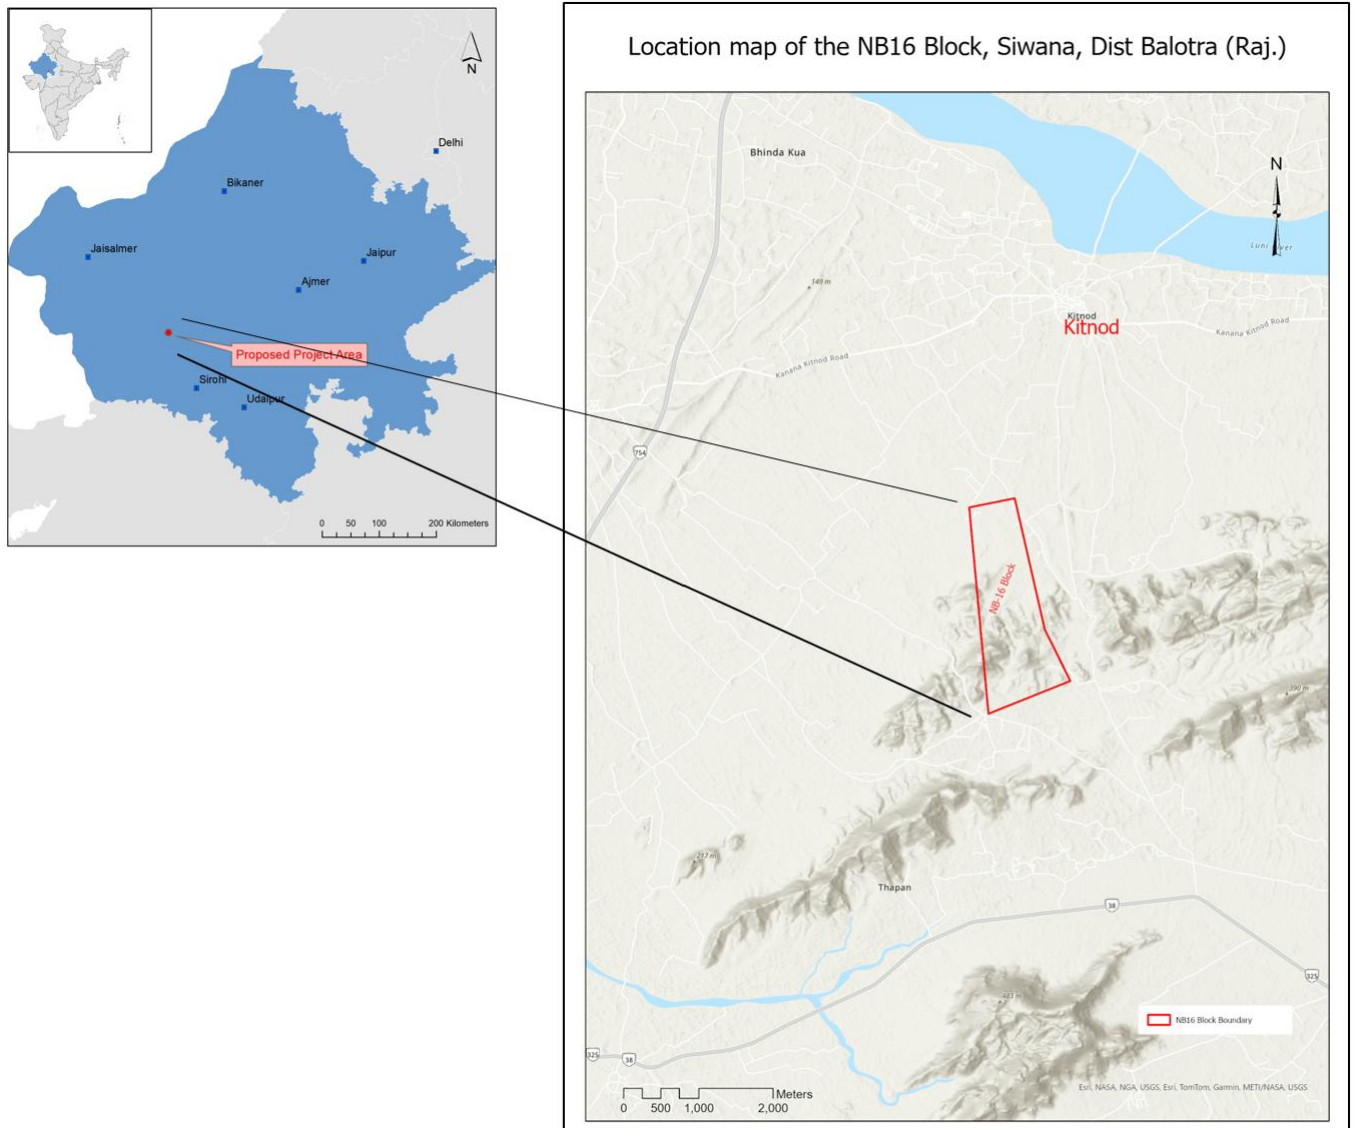 N
Delhi
Bikaner
Jaisalmer
Jaipur
Ajmer
Proposed Project Area
Sirohi
Udaipur
0 50 100 200 Kilometers
Location map of the NB16 Block, Siwana, Dist Balotra (Raj.)
Bhinda Kua
N
Luni River
149 m
Kitnod
Kitnod
Kanana Kitnod Road
Kanana Kitnod Road
754
NB-16 Block
390 m
217 m
Thapan
38
325
483 m
NB16 Block Boundary
325
38
Esri, NASA, NGA, USGS, Esri, TomTom, Garmin, METI/NASA, USGS
Meters
0 500 1,000 2,000